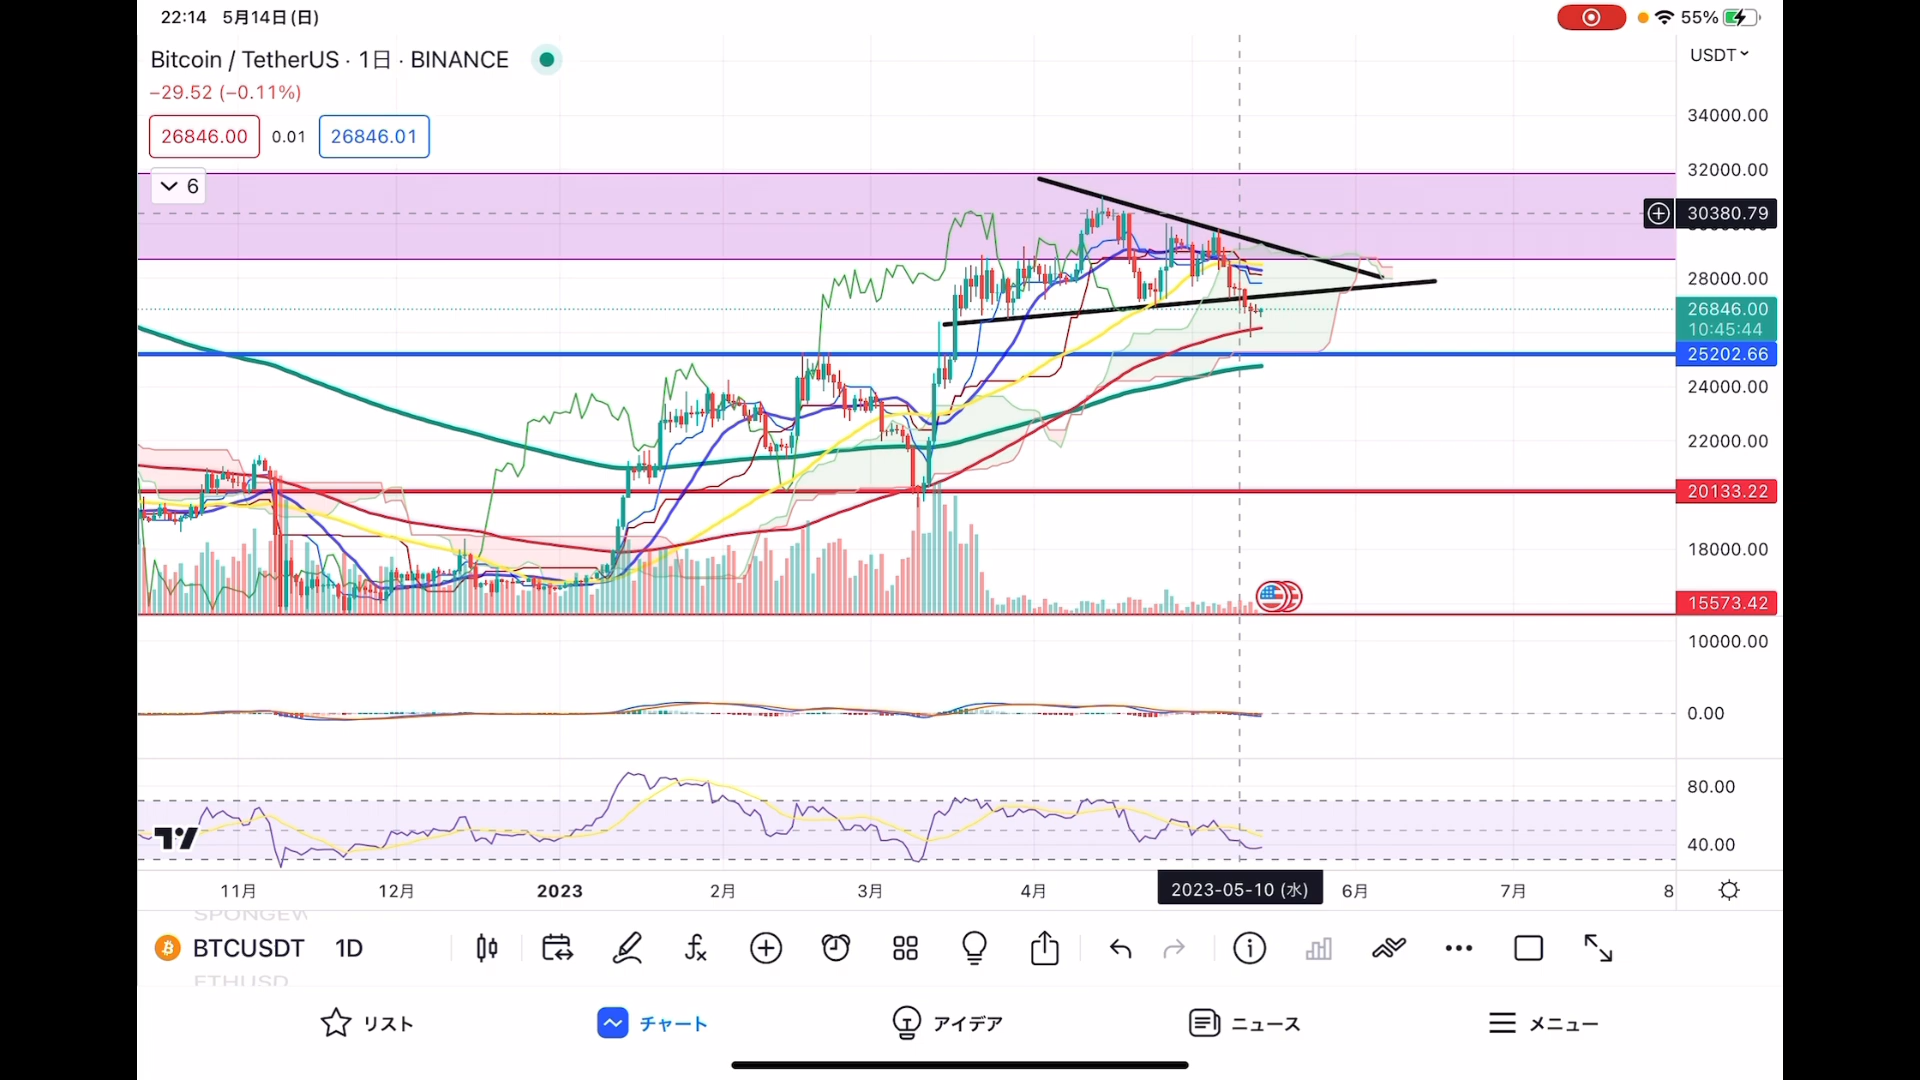 22:14 5月14日(日)
55%
Bitcoin / TetherUS · 1日 · BINANCE
USDT
−29.52 (−0.11%)
26846.00 0.01 26846.01
6
34000.00
32000.00
30380.79
28000.00
26846.00
10:45:44
25202.66
24000.00
22000.00
20133.22
18000.00
15573.42
10000.00
0.00
80.00
40.00
11月 12月 2023 2月 3月 4月 2023-05-10 (水) 6月 7月 8
SPONGEW
BTCUSDT 1D
ETHUSD
リスト チャート アイデア ニュース メニュー